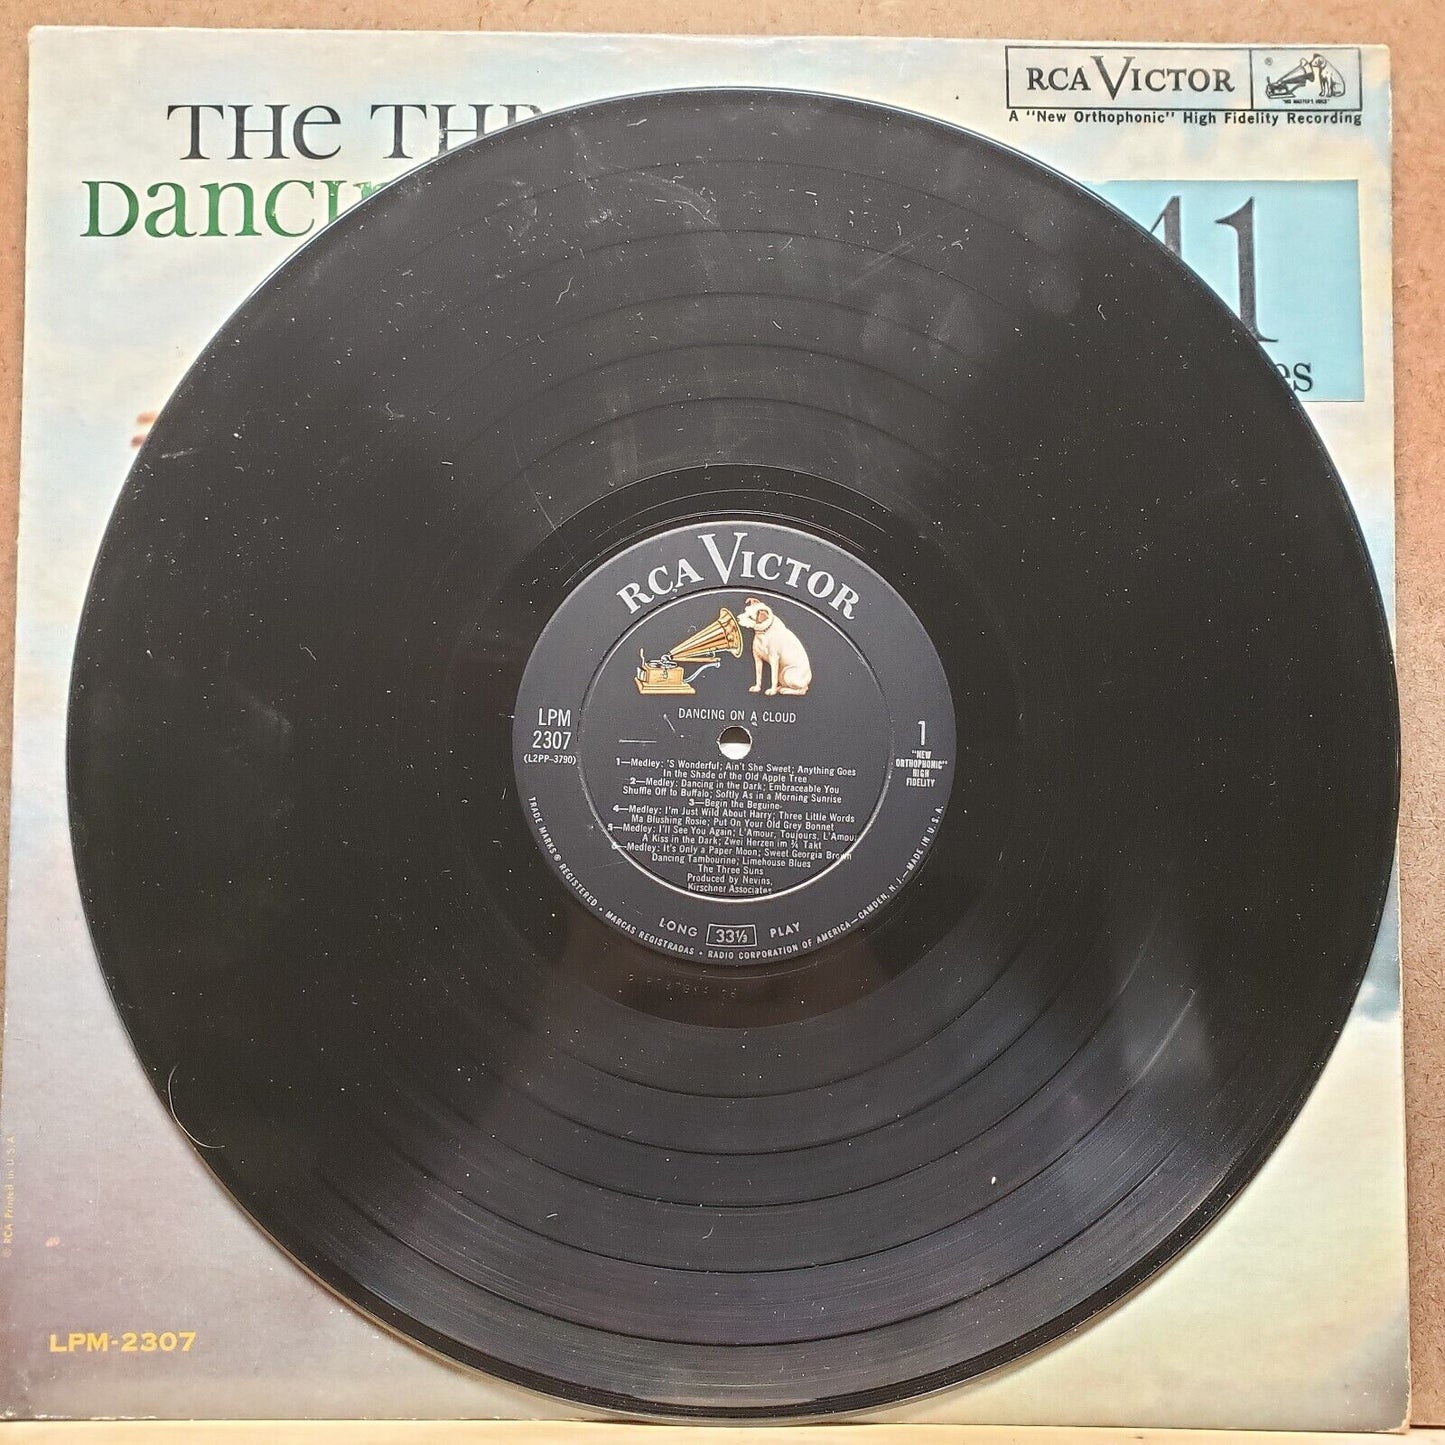 THe THR
DANCIN
RCA VICTOR
®
"HIS MASTER'S VOICE"
A "New Orthophonic" High Fidelity Recording
41
es
RCA VICTOR
DANCING ON A CLOUD
LPM
2307
(L2PP-3790)
1
"NEW
ORTHOPHONIC"
HIGH
FIDELITY
1—Medley: 'S Wonderful; Ain't She Sweet; Anything Goes
In the Shade of the Old Apple Tree
2—Medley: Dancing in the Dark; Embraceable You
Shuffle Off to Buffalo; Softly As in a Morning Sunrise
3—Begin the Beguine
4—Medley: I'm Just Wild About Harry; Three Little Words
Ma Blushing Rosie; Put On Your Old Grey Bonnet
5—Medley: I'll See You Again; L'Amour, Toujours, L'Amour
A Kiss in the Dark; Zwei Herzen im ¾ Takt
6—Medley: It's Only a Paper Moon; Sweet Georgia Brown
Dancing Tambourine; Limehouse Blues
The Three Suns
Produced by Nevins,
Kirschner Associates
LONG 33⅓ PLAY
TRADE MARKS ® REGISTERED • MARCAS REGISTRADAS • RADIO CORPORATION OF AMERICA—CAMDEN, N.J.—MADE IN U.S.A.
© RCA Printed in U.S.A.
LPM-2307